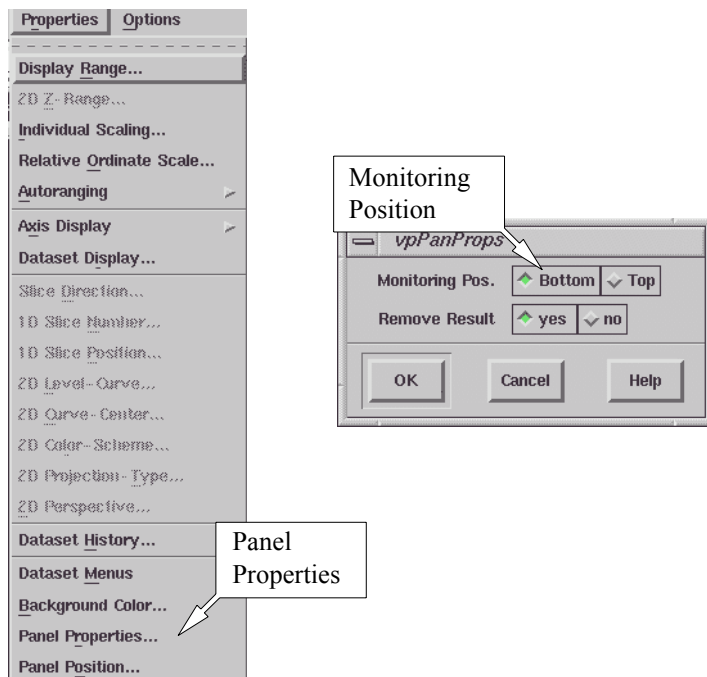 Properties Options
Display Range...
2D Z-Range...
Individual Scaling...
Relative Ordinate Scale...
Autoranging
Axis Display
Dataset Display...
Slice Direction...
1D Slice Number...
1D Slice Position...
2D Level-Curve...
2D Curve-Center...
2D Color-Scheme...
2D Projection-Type...
2D Perspective...
Dataset History...
Dataset Menus
Background Color...
Panel Properties...
Panel Position...
Panel
Properties
Monitoring
Position
vpPanProps
Monitoring Pos. Bottom Top
Remove Result yes no
OK Cancel Help